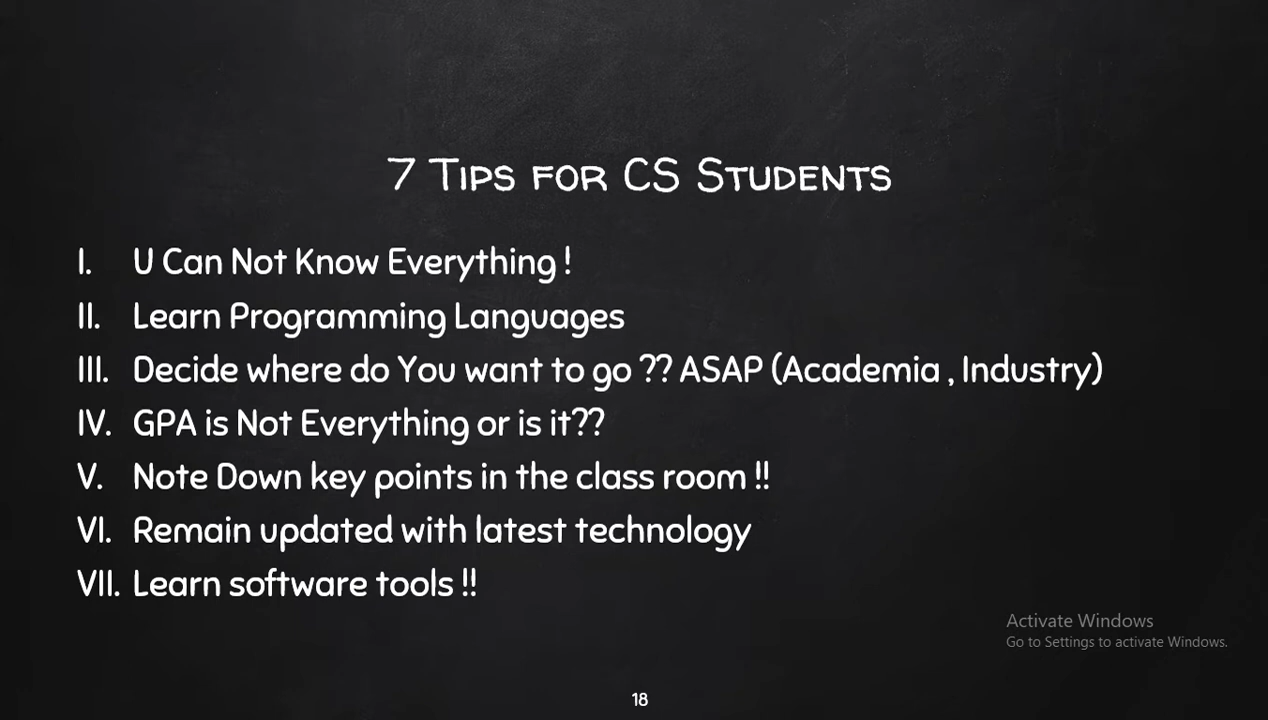 7 Tips for CS Students
I. U Can Not Know Everything !
II. Learn Programming Languages
III. Decide where do You want to go ?? ASAP (Academia , Industry)
IV. GPA is Not Everything or is it??
V. Note Down key points in the class room !!
VI. Remain updated with latest technology
VII. Learn software tools !!
Activate Windows
Go to Settings to activate Windows.
18